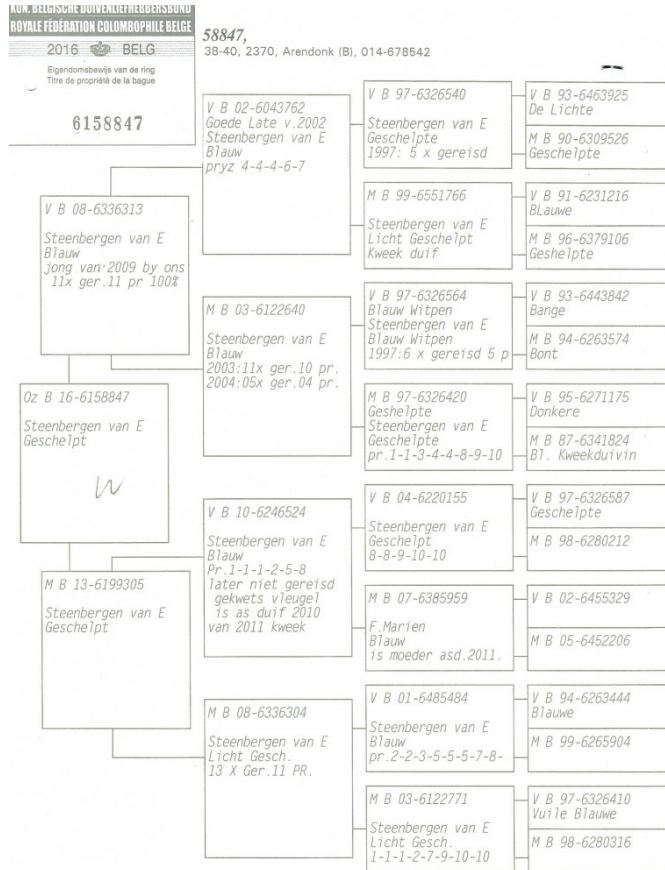 KON. BELGISCHE DUIVENLIEFHEBBERSBOND
ROYALE FÉDÉRATION COLOMBOPHILE BELGE
2016 BELG
Eigendomsbewijs van de ring
Titre de propriété de la bague
6158847
58847,
38-40, 2370, Arendonk (B), 014-678542
Oz B 16-6158847
Steenbergen van E
Geschelpt
V B 08-6336313
Steenbergen van E
Blauw
jong van 2009 by ons
11x ger.11 pr 100%
M B 13-6199305
Steenbergen van E
Geschelpt
V B 02-6043762
Goede Late v.2002
Steenbergen van E
Blauw
pryz 4-4-4-6-7
M B 03-6122640
Steenbergen van E
Blauw
2003:11x ger.10 pr.
2004:05x ger.04 pr.
V B 10-6246524
Steenbergen van E
Blauw
Pr.1-1-1-2-5-8
later niet gereisd
gekwets vleugel
is as duif 2010
van 2011 kweek
M B 08-6336304
Steenbergen van E
Licht Gesch.
13 X Ger.11 PR.
V B 97-6326540
Steenbergen van E
Geschelpte
1997: 5 x gereisd
M B 99-6551766
Steenbergen van E
Licht Geschelpt
Kweek duif
V B 97-6326564
Blauw Witpen
Steenbergen van E
Blauw Witpen
1997:6 x gereisd 5 p
M B 97-6326420
Geshelpte
Steenbergen van E
Geschelpte
pr.1-1-3-4-4-8-9-10
V B 04-6220155
Steenbergen van E
Geschelpt
8-8-9-10-10
M B 07-6385959
F.Marien
Blauw
is moeder asd.2011.
V B 01-6485484
Steenbergen van E
Blauw
pr.2-2-3-5-5-5-7-8-
M B 03-6122771
Steenbergen van E
Licht Gesch.
1-1-1-2-7-9-10-10
V B 93-6463925
De Lichte
M B 90-6309526
Geschelpte
V B 91-6231216
BLauwe
M B 96-6379106
Geshelpte
V B 93-6443842
Bange
M B 94-6263574
Bont
V B 95-6271175
Donkere
M B 87-6341824
Bl. Kweekduivin
V B 97-6326587
Geschelpte
M B 98-6280212
V B 02-6455329
M B 05-6452206
V B 94-6263444
Blauwe
M B 99-6265904
V B 97-6326410
Vuile Blauwe
M B 98-6280316